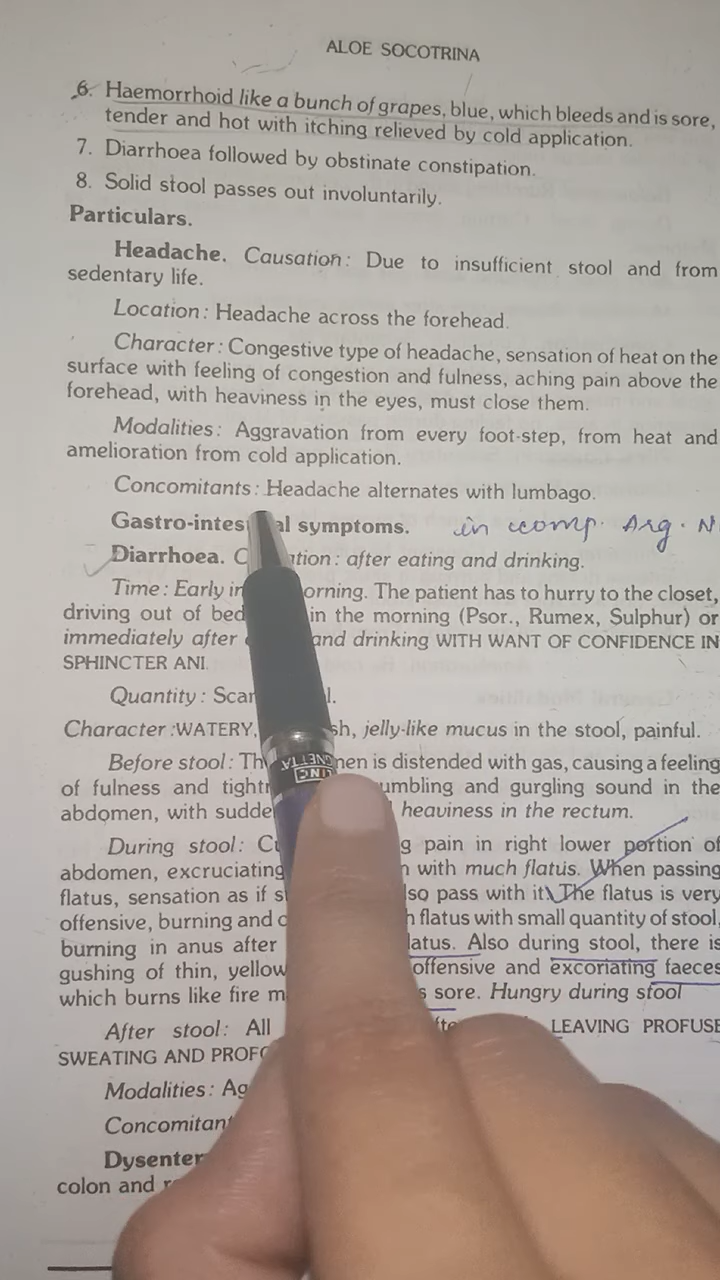 ALOE SOCOTRINA
6. Haemorrhoid like a bunch of grapes, blue, which bleeds and is sore,
tender and hot with itching relieved by cold application.
7. Diarrhoea followed by obstinate constipation.
8. Solid stool passes out involuntarily.
Particulars.
Headache. Causation: Due to insufficient stool and from
sedentary life.
Location: Headache across the forehead.
Character: Congestive type of headache, sensation of heat on the
surface with feeling of congestion and fulness, aching pain above the
forehead, with heaviness in the eyes, must close them.
Modalities: Aggravation from every foot-step, from heat and
amelioration from cold application.
Concomitants: Headache alternates with lumbago.
Gastro-intes al symptoms. in comp. Arg. N
Diarrhoea. C ation: after eating and drinking.
Time: Early in orning. The patient has to hurry to the closet,
driving out of bed in the morning (Psor., Rumex, Sulphur) or
immediately after and drinking WITH WANT OF CONFIDENCE IN
SPHINCTER ANI.
Quantity: Scan l.
Character: WATERY, sh, jelly-like mucus in the stool, painful.
Before stool: Th men is distended with gas, causing a feeling
of fulness and tightn umbling and gurgling sound in the
abdomen, with sudde heaviness in the rectum.
During stool: Cu g pain in right lower portion of
abdomen, excruciating with much flatus. When passing
flatus, sensation as if s lso pass with it. The flatus is very
offensive, burning and c h flatus with small quantity of stool,
burning in anus after latus. Also during stool, there is
gushing of thin, yellow offensive and excoriating faeces
which burns like fire m s sore. Hungry during stool
After stool: All LEAVING PROFUSE
SWEATING AND PROFO
Modalities: Ag
Concomitant
Dysenter
colon and r
LINC